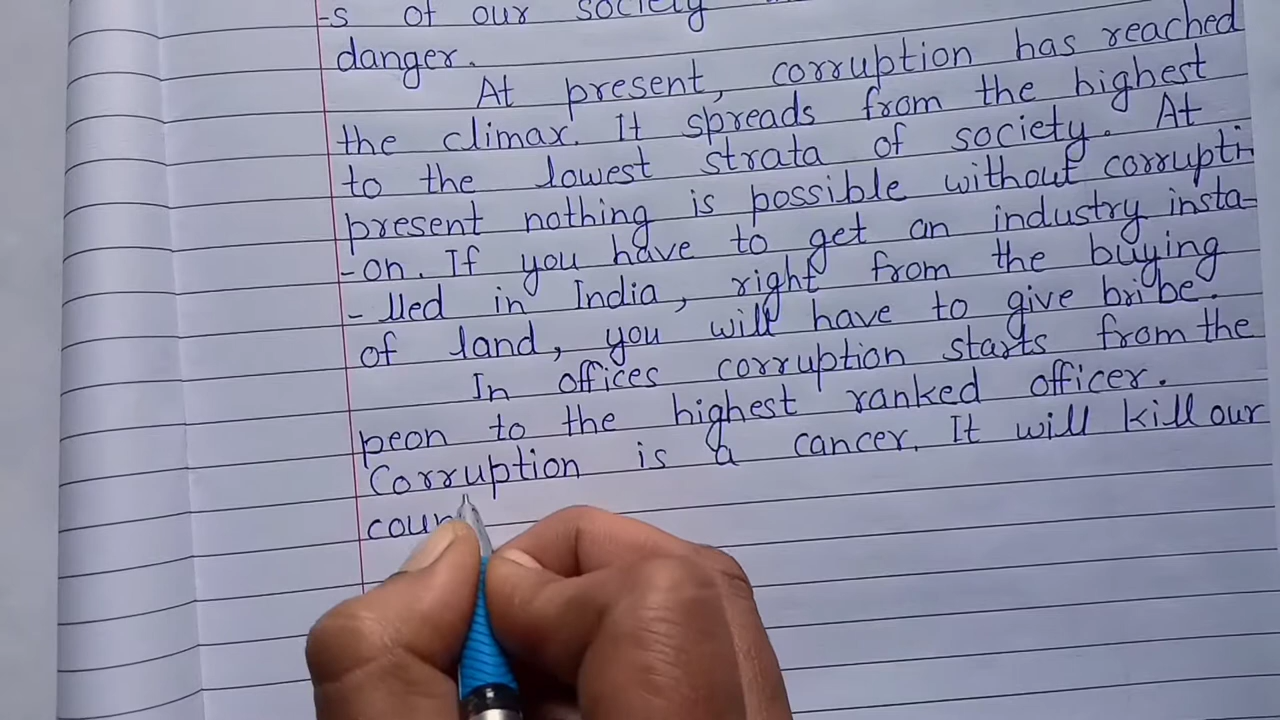 -s of our society
danger.
At present, corruption has reached
the climax. It spreads from the highest
to the lowest strata of society. At
present nothing is possible without corrupti
-on. If you have to get an industry insta-
-lled in India, right from the buying
of land, you will have to give bribe.
In offices corruption starts from the
peon to the highest ranked officer.
Corruption is a cancer. It will kill our
coun